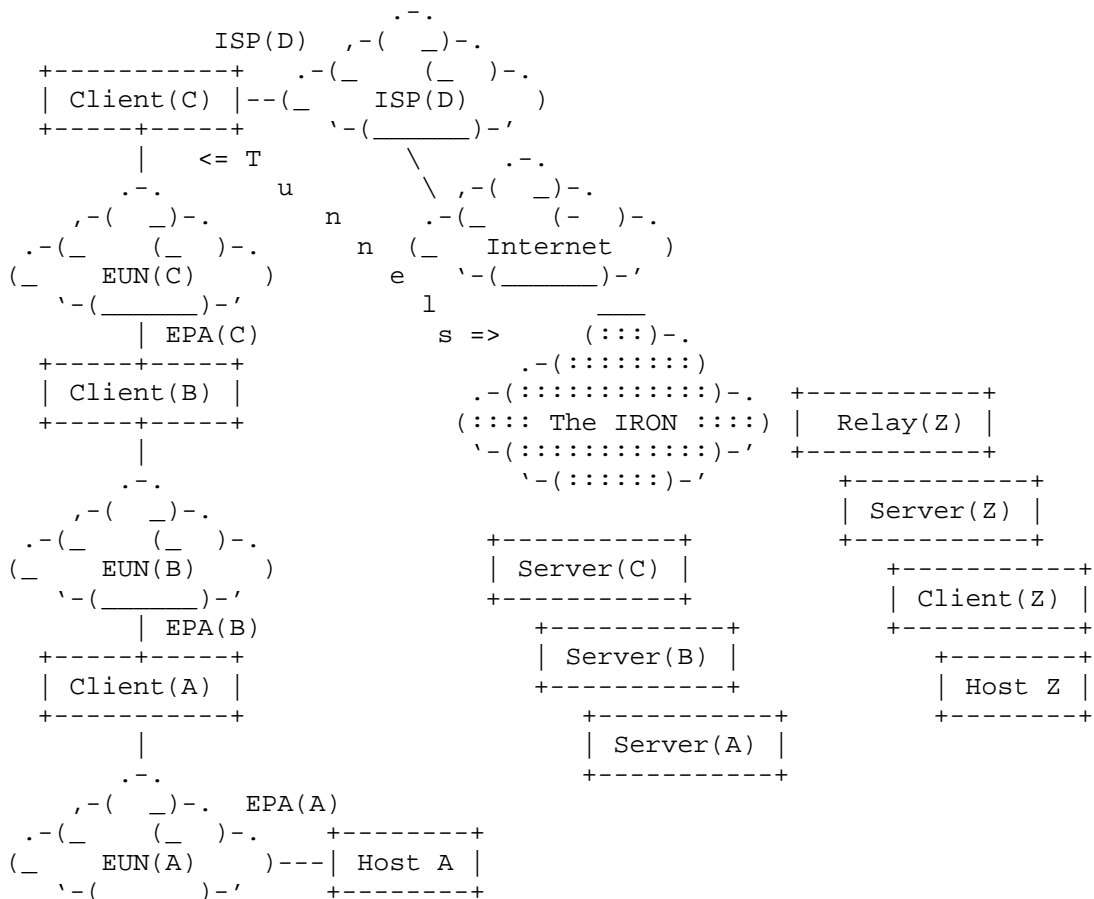 ISP(D)
Client(C)
ISP(D)
<= T
u
n
Internet
n
EUN(C)
e
l
EPA(C)
s =>
Client(B)
The IRON
Relay(Z)
Server(Z)
EUN(B)
Server(C)
Client(Z)
EPA(B)
Server(B)
Client(A)
Host Z
Server(A)
EPA(A)
EUN(A)
Host A